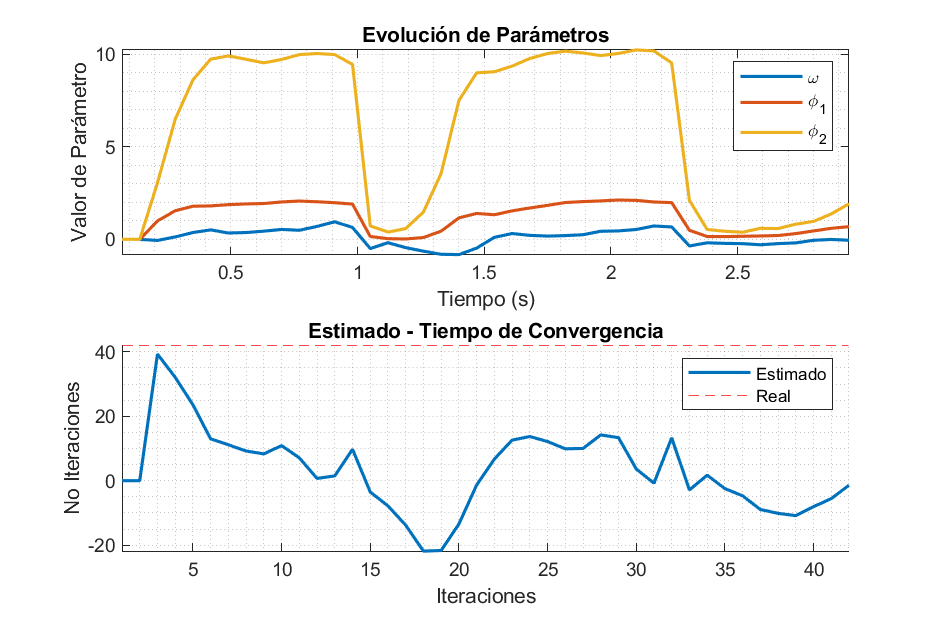 Evolución de Parámetros
Valor de Parámetro
10
5
0
ω
ϕ1
ϕ2
0.5
1
1.5
2
2.5
Tiempo (s)
Estimado - Tiempo de Convergencia
No Iteraciones
40
20
0
-20
Estimado
Real
5
10
15
20
25
30
35
40
Iteraciones